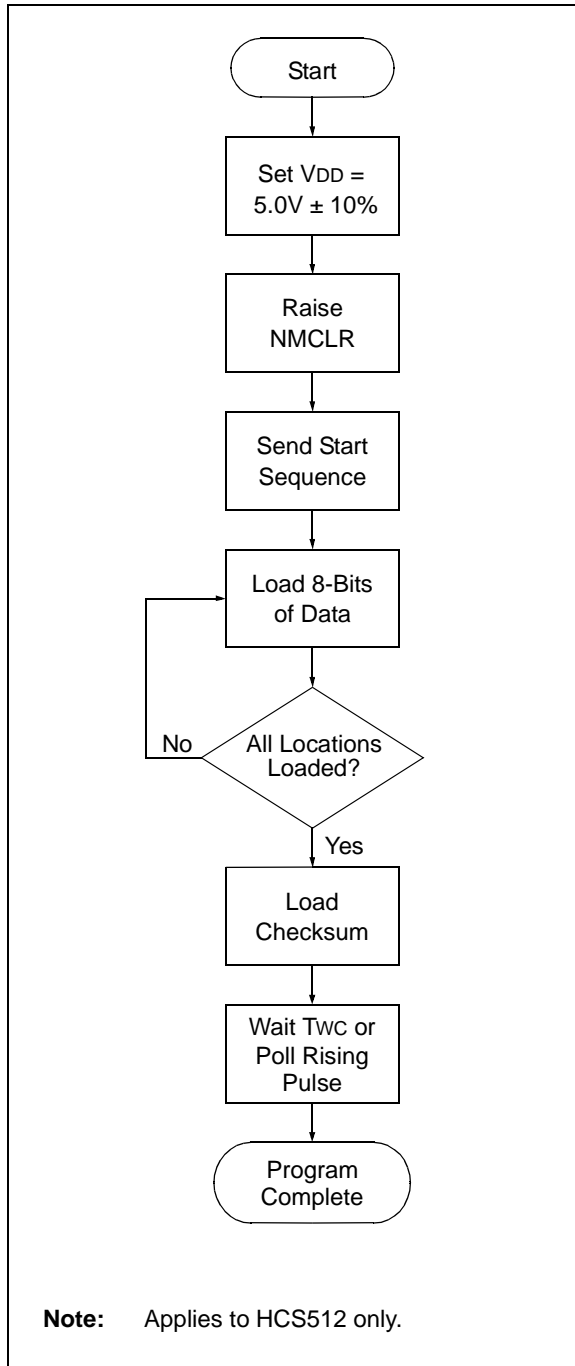 Start
Set VDD =
5.0V ± 10%
Raise
NMCLR
Send Start
Sequence
Load 8-Bits
of Data
No
All Locations
Loaded?
Yes
Load
Checksum
Wait TWC or
Poll Rising
Pulse
Program
Complete
Note: Applies to HCS512 only.